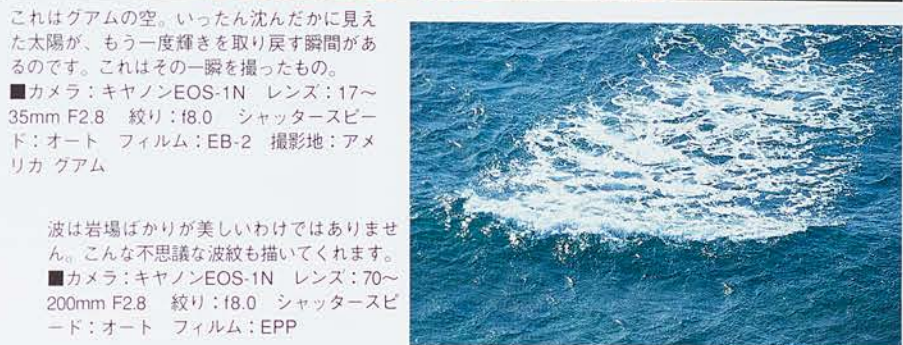 これはグアムの空。いったん沈んだかに見え
た太陽が、もう一度輝きを取り戻す瞬間があ
るのです。これはその一瞬を撮ったもの。
■カメラ：キヤノンEOS-1N　レンズ：17〜
35mm F2.8　絞り：f8.0　シャッタースピー
ド：オート　フィルム：EB-2　撮影地：アメ
リカ グアム
波は岩場ばかりが美しいわけではありませ
ん。こんな不思議な波紋も描いてくれます。
■カメラ：キヤノンEOS-1N　レンズ：70〜
200mm F2.8　絞り：f8.0　シャッタースピ
ード：オート　フィルム：EPP